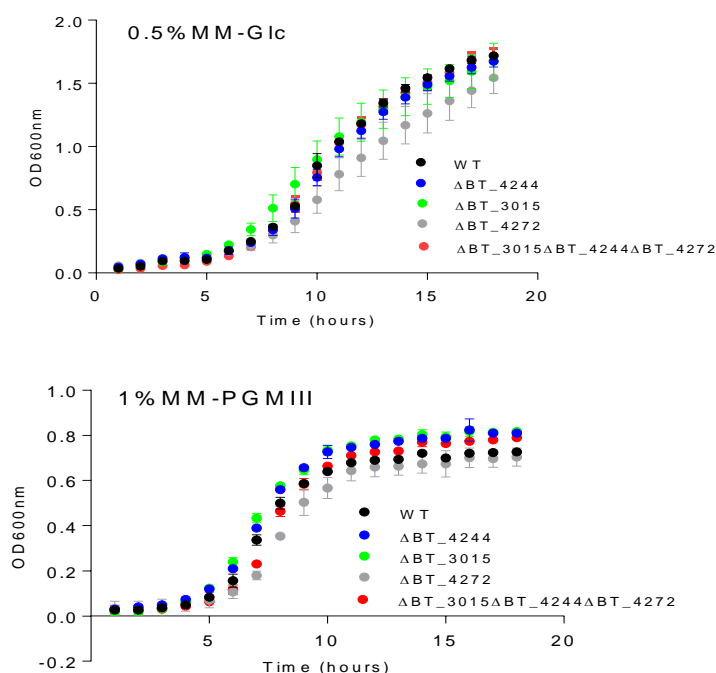 0.5%MM-Glc
2.0
1.5
1.0
0.5
0.0
OD600nm
WT
ΔBT_4244
ΔBT_3015
ΔBT_4272
ΔBT_3015ΔBT_4244ΔBT_4272
0 5 10 15 20
Time (hours)
1%MM-PGMIII
1.0
0.8
0.6
0.4
0.2
0.0
-0.2
OD600nm
WT
ΔBT_4244
ΔBT_3015
ΔBT_4272
ΔBT_3015ΔBT_4244ΔBT_4272
5 10 15 20
Time (hours)